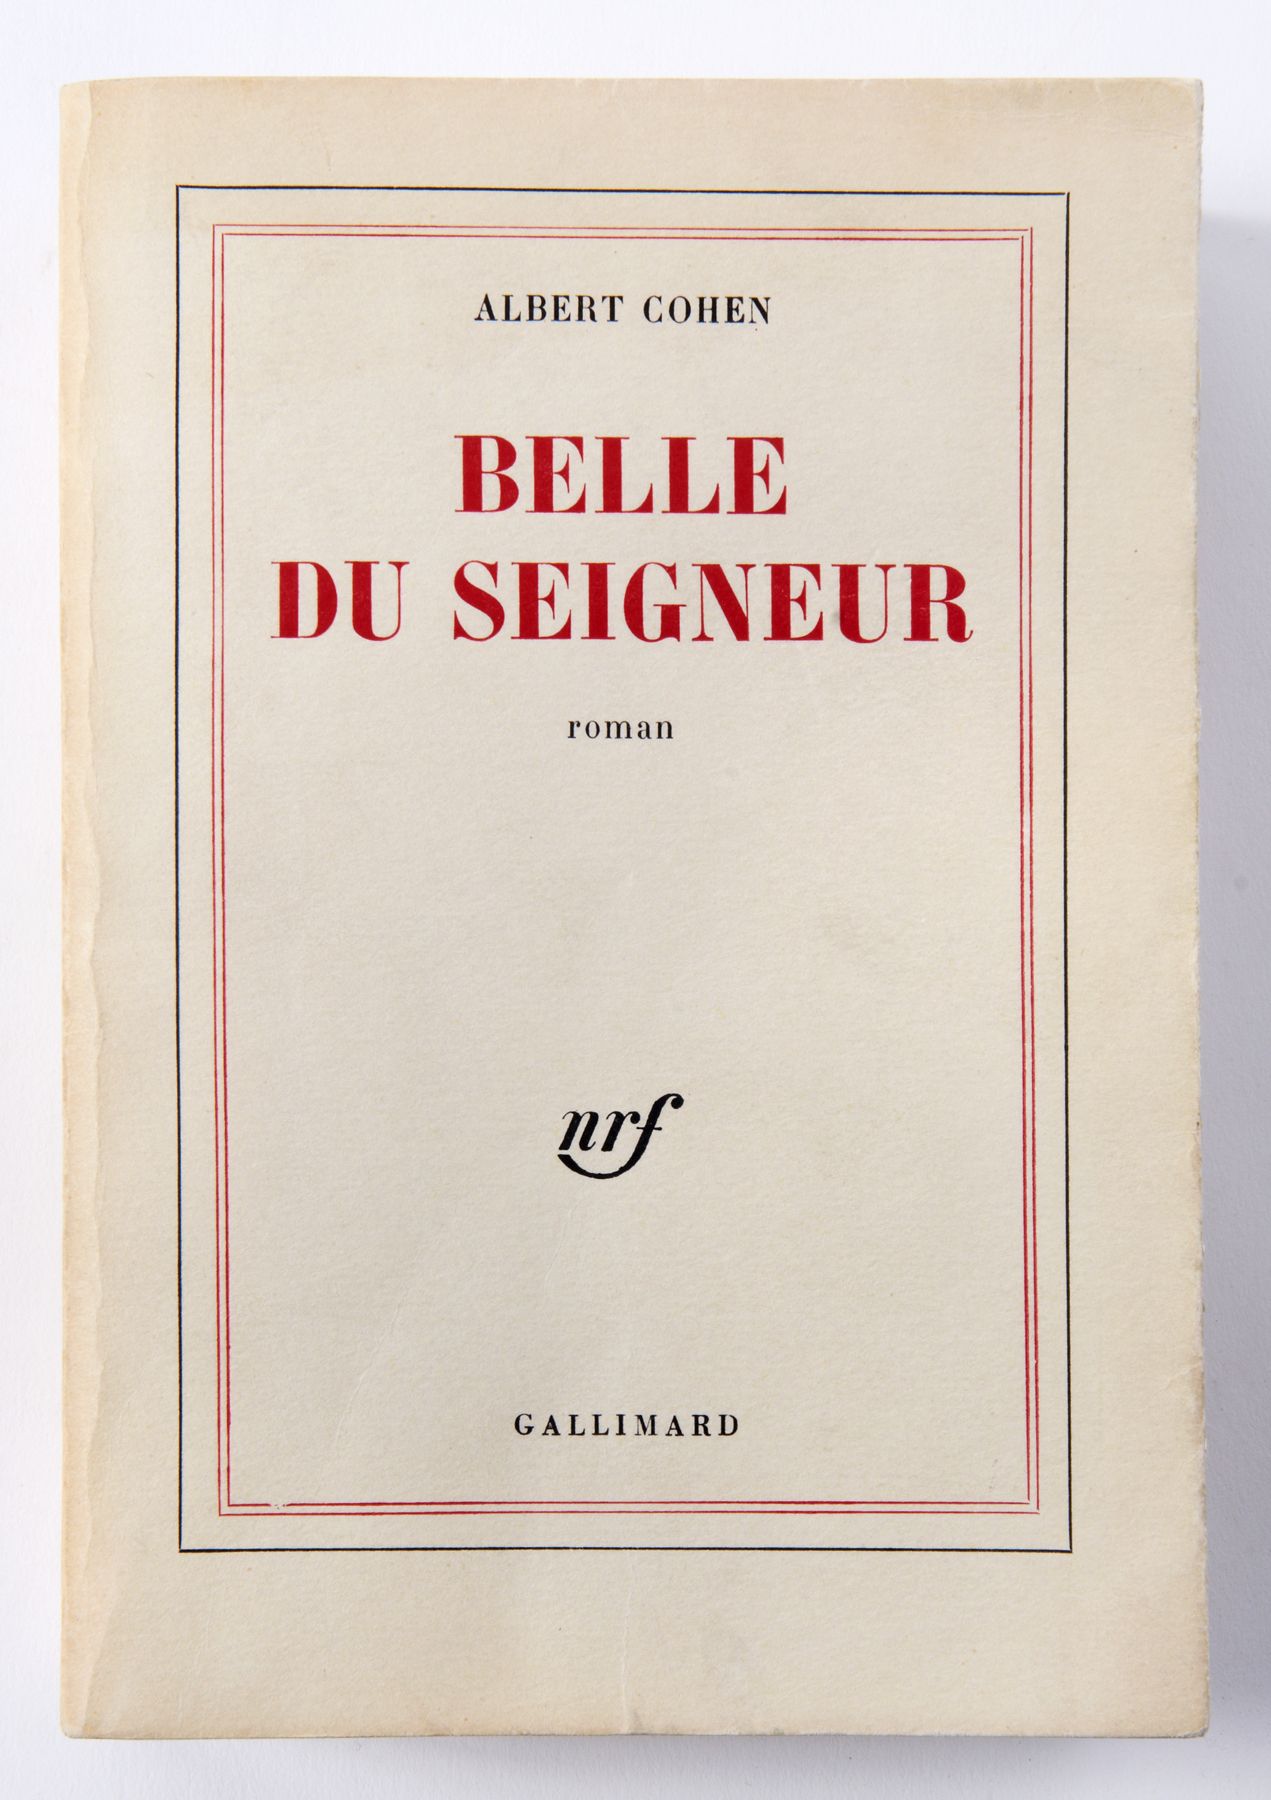 ALBERT COHEN
BELLE
DU SEIGNEUR
roman
nrf
GALLIMARD